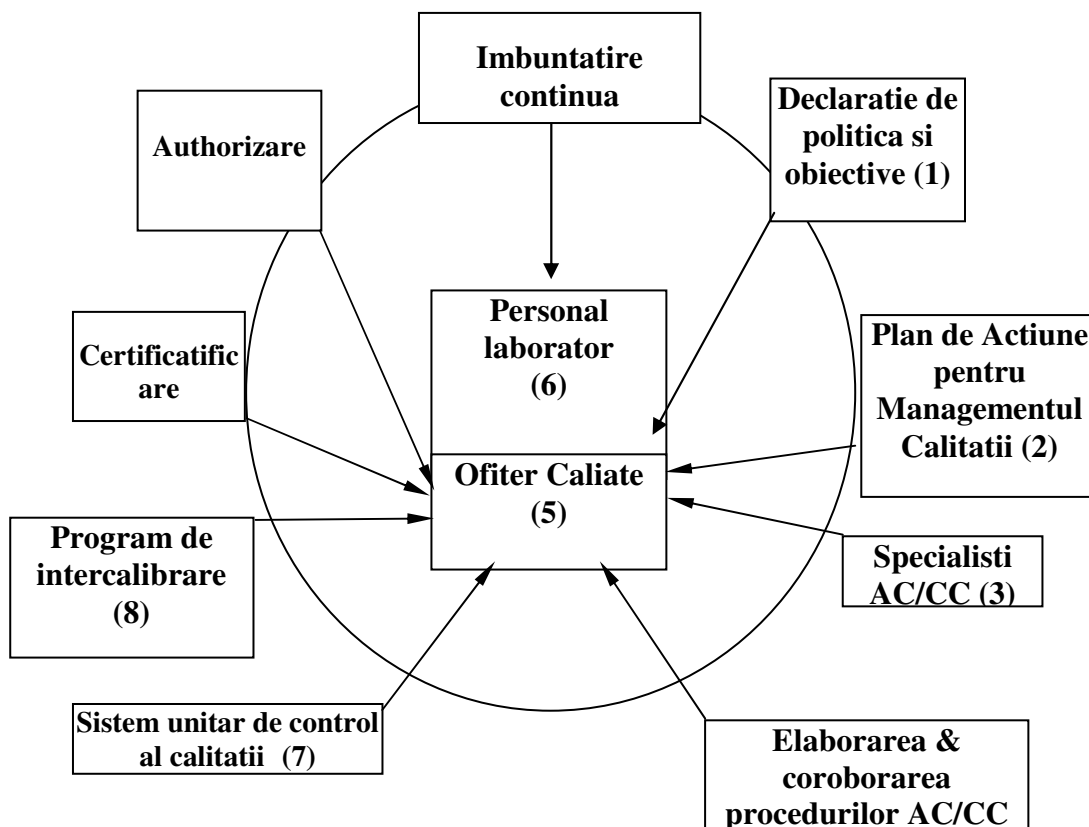 Imbuntatire
continua
Declaratie de
politica si
obiective (1)
Authorizare
Personal
laborator
(6)
Plan de Actiune
pentru
Managementul
Calitatii (2)
Certificatific
are
Ofiter Caliate
(5)
Program de
intercalibrare
(8)
Specialisti
AC/CC (3)
Sistem unitar de control
al calitatii (7)
Elaborarea &
coroborarea
procedurilor AC/CC